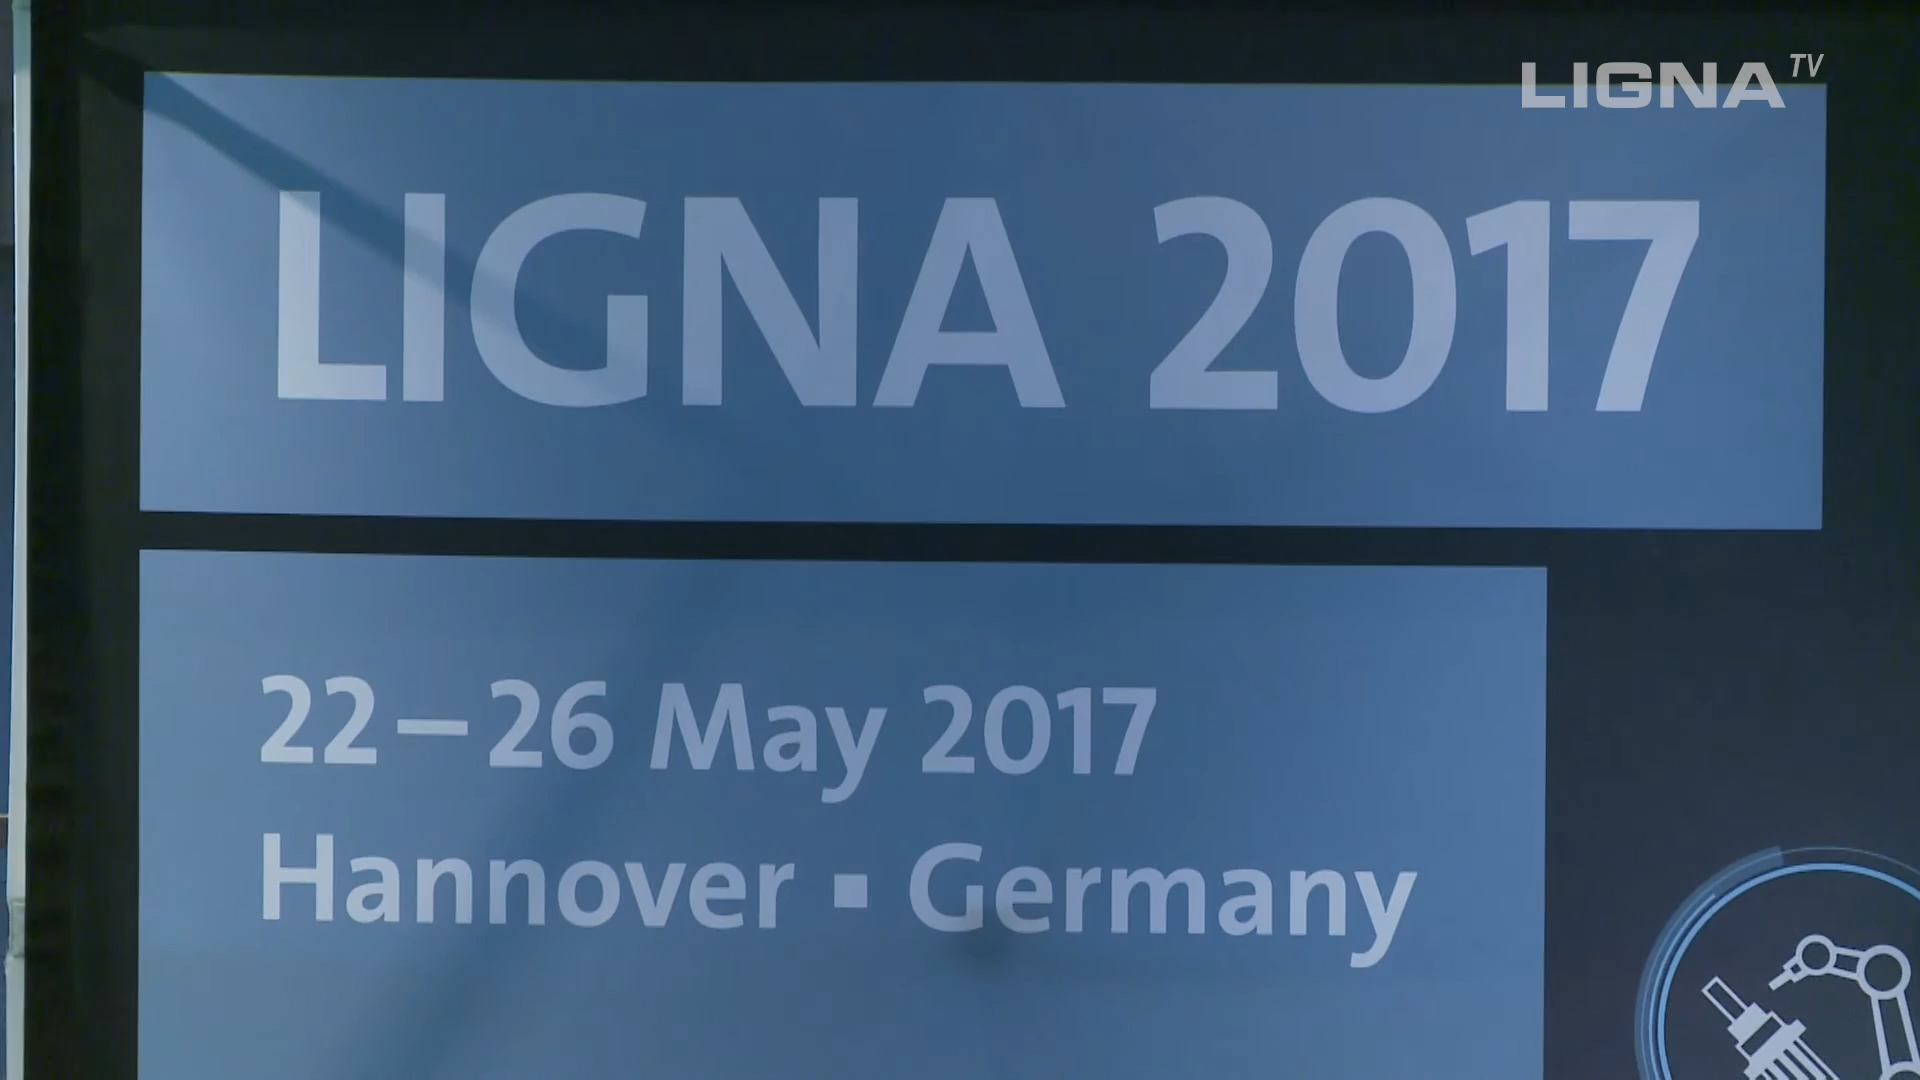 LIGNA TV
LIGNA 2017
22 – 26 May 2017
Hannover ▪ Germany